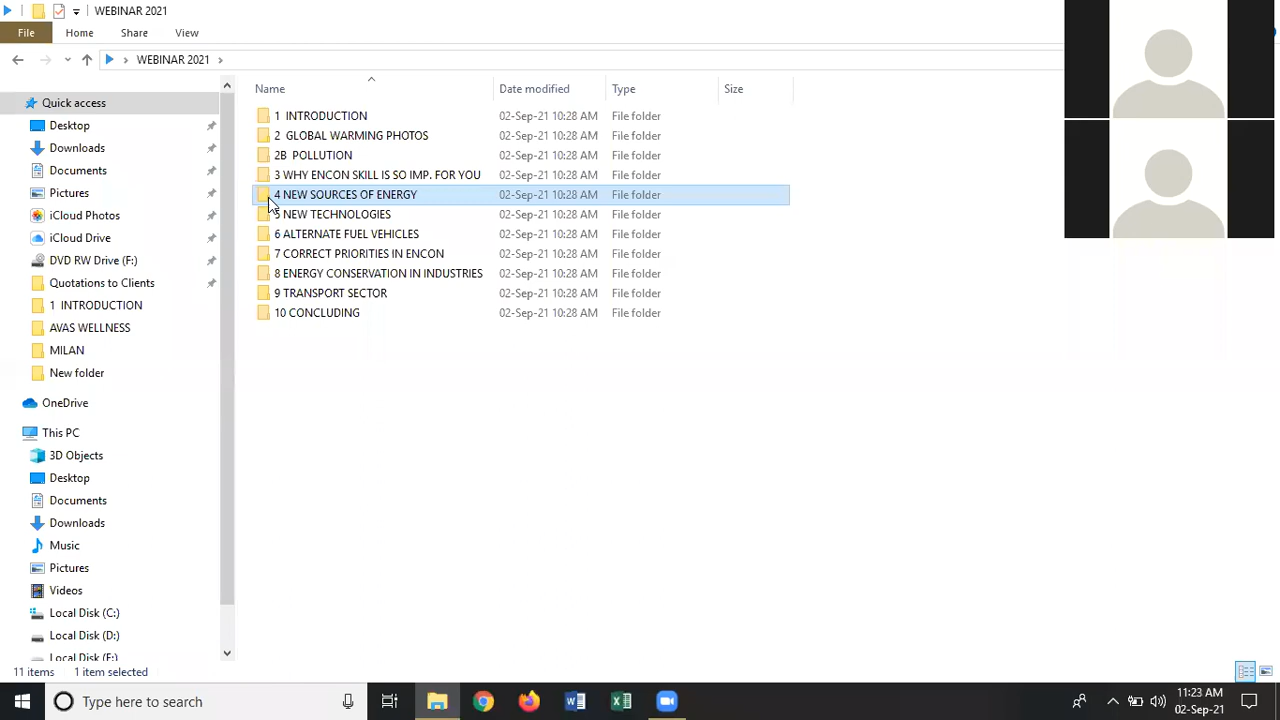 WEBINAR 2021
File Home Share View
WEBINAR 2021
Name Date modified Type Size
Quick access
Desktop
Downloads
Documents
Pictures
iCloud Photos
iCloud Drive
DVD RW Drive (F:)
Quotations to Clients
1 INTRODUCTION
AVAS WELLNESS
MILAN
New folder
OneDrive
This PC
3D Objects
Desktop
Documents
Downloads
Music
Pictures
Videos
Local Disk (C:)
Local Disk (D:)
Local Disk (E:)
1 INTRODUCTION 02-Sep-21 10:28 AM File folder
2 GLOBAL WARMING PHOTOS 02-Sep-21 10:28 AM File folder
2B POLLUTION 02-Sep-21 10:28 AM File folder
3 WHY ENCON SKILL IS SO IMP. FOR YOU 02-Sep-21 10:28 AM File folder
4 NEW SOURCES OF ENERGY 02-Sep-21 10:28 AM File folder
5 NEW TECHNOLOGIES 02-Sep-21 10:28 AM File folder
6 ALTERNATE FUEL VEHICLES 02-Sep-21 10:28 AM File folder
7 CORRECT PRIORITIES IN ENCON 02-Sep-21 10:28 AM File folder
8 ENERGY CONSERVATION IN INDUSTRIES 02-Sep-21 10:28 AM File folder
9 TRANSPORT SECTOR 02-Sep-21 10:28 AM File folder
10 CONCLUDING 02-Sep-21 10:28 AM File folder
11 items 1 item selected
Type here to search
11:23 AM
02-Sep-21